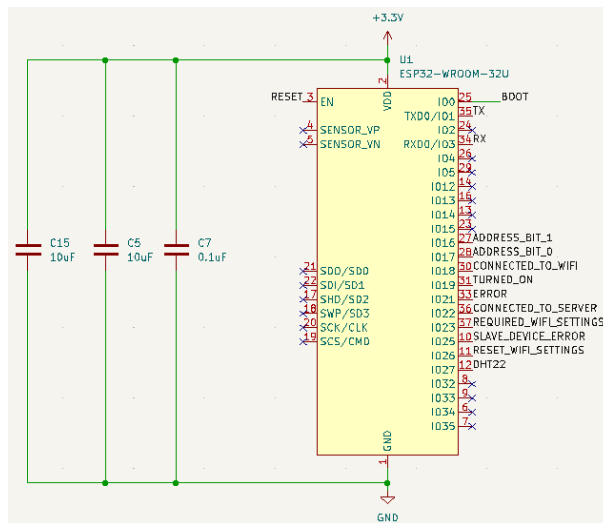 +3.3V
U1
ESP32-WROOM-32U
2
VDD
RESET 3 EN
IO0 25 BOOT
TXD0/IO1 35 TX
4 SENSOR_VP
IO2 24
5 SENSOR_VN
RXD0/IO3 34 RX
IO4 26
IO5 29
IO12 14
IO13 16
IO14 13
IO15 23
IO16 27 ADDRESS_BIT_1
IO17 28 ADDRESS_BIT_0
C15
10uF
C5
10uF
C7
0.1uF
21 SDO/SD0
IO18 30 CONNECTED_TO_WIFI
22 SDI/SD1
IO19 31 TURNED_ON
17 SHD/SD2
IO21 33 ERROR
18 SWP/SD3
IO22 36 CONNECTED_TO_SERVER
20 SCK/CLK
IO23 37 REQUIRED_WIFI_SETTINGS
19 SCS/CMD
IO25 10 SLAVE_DEVICE_ERROR
IO26 11 RESET_WIFI_SETTINGS
IO27 12 DHT22
IO32 8
IO33 9
IO34 6
IO35 7
GND
1
GND